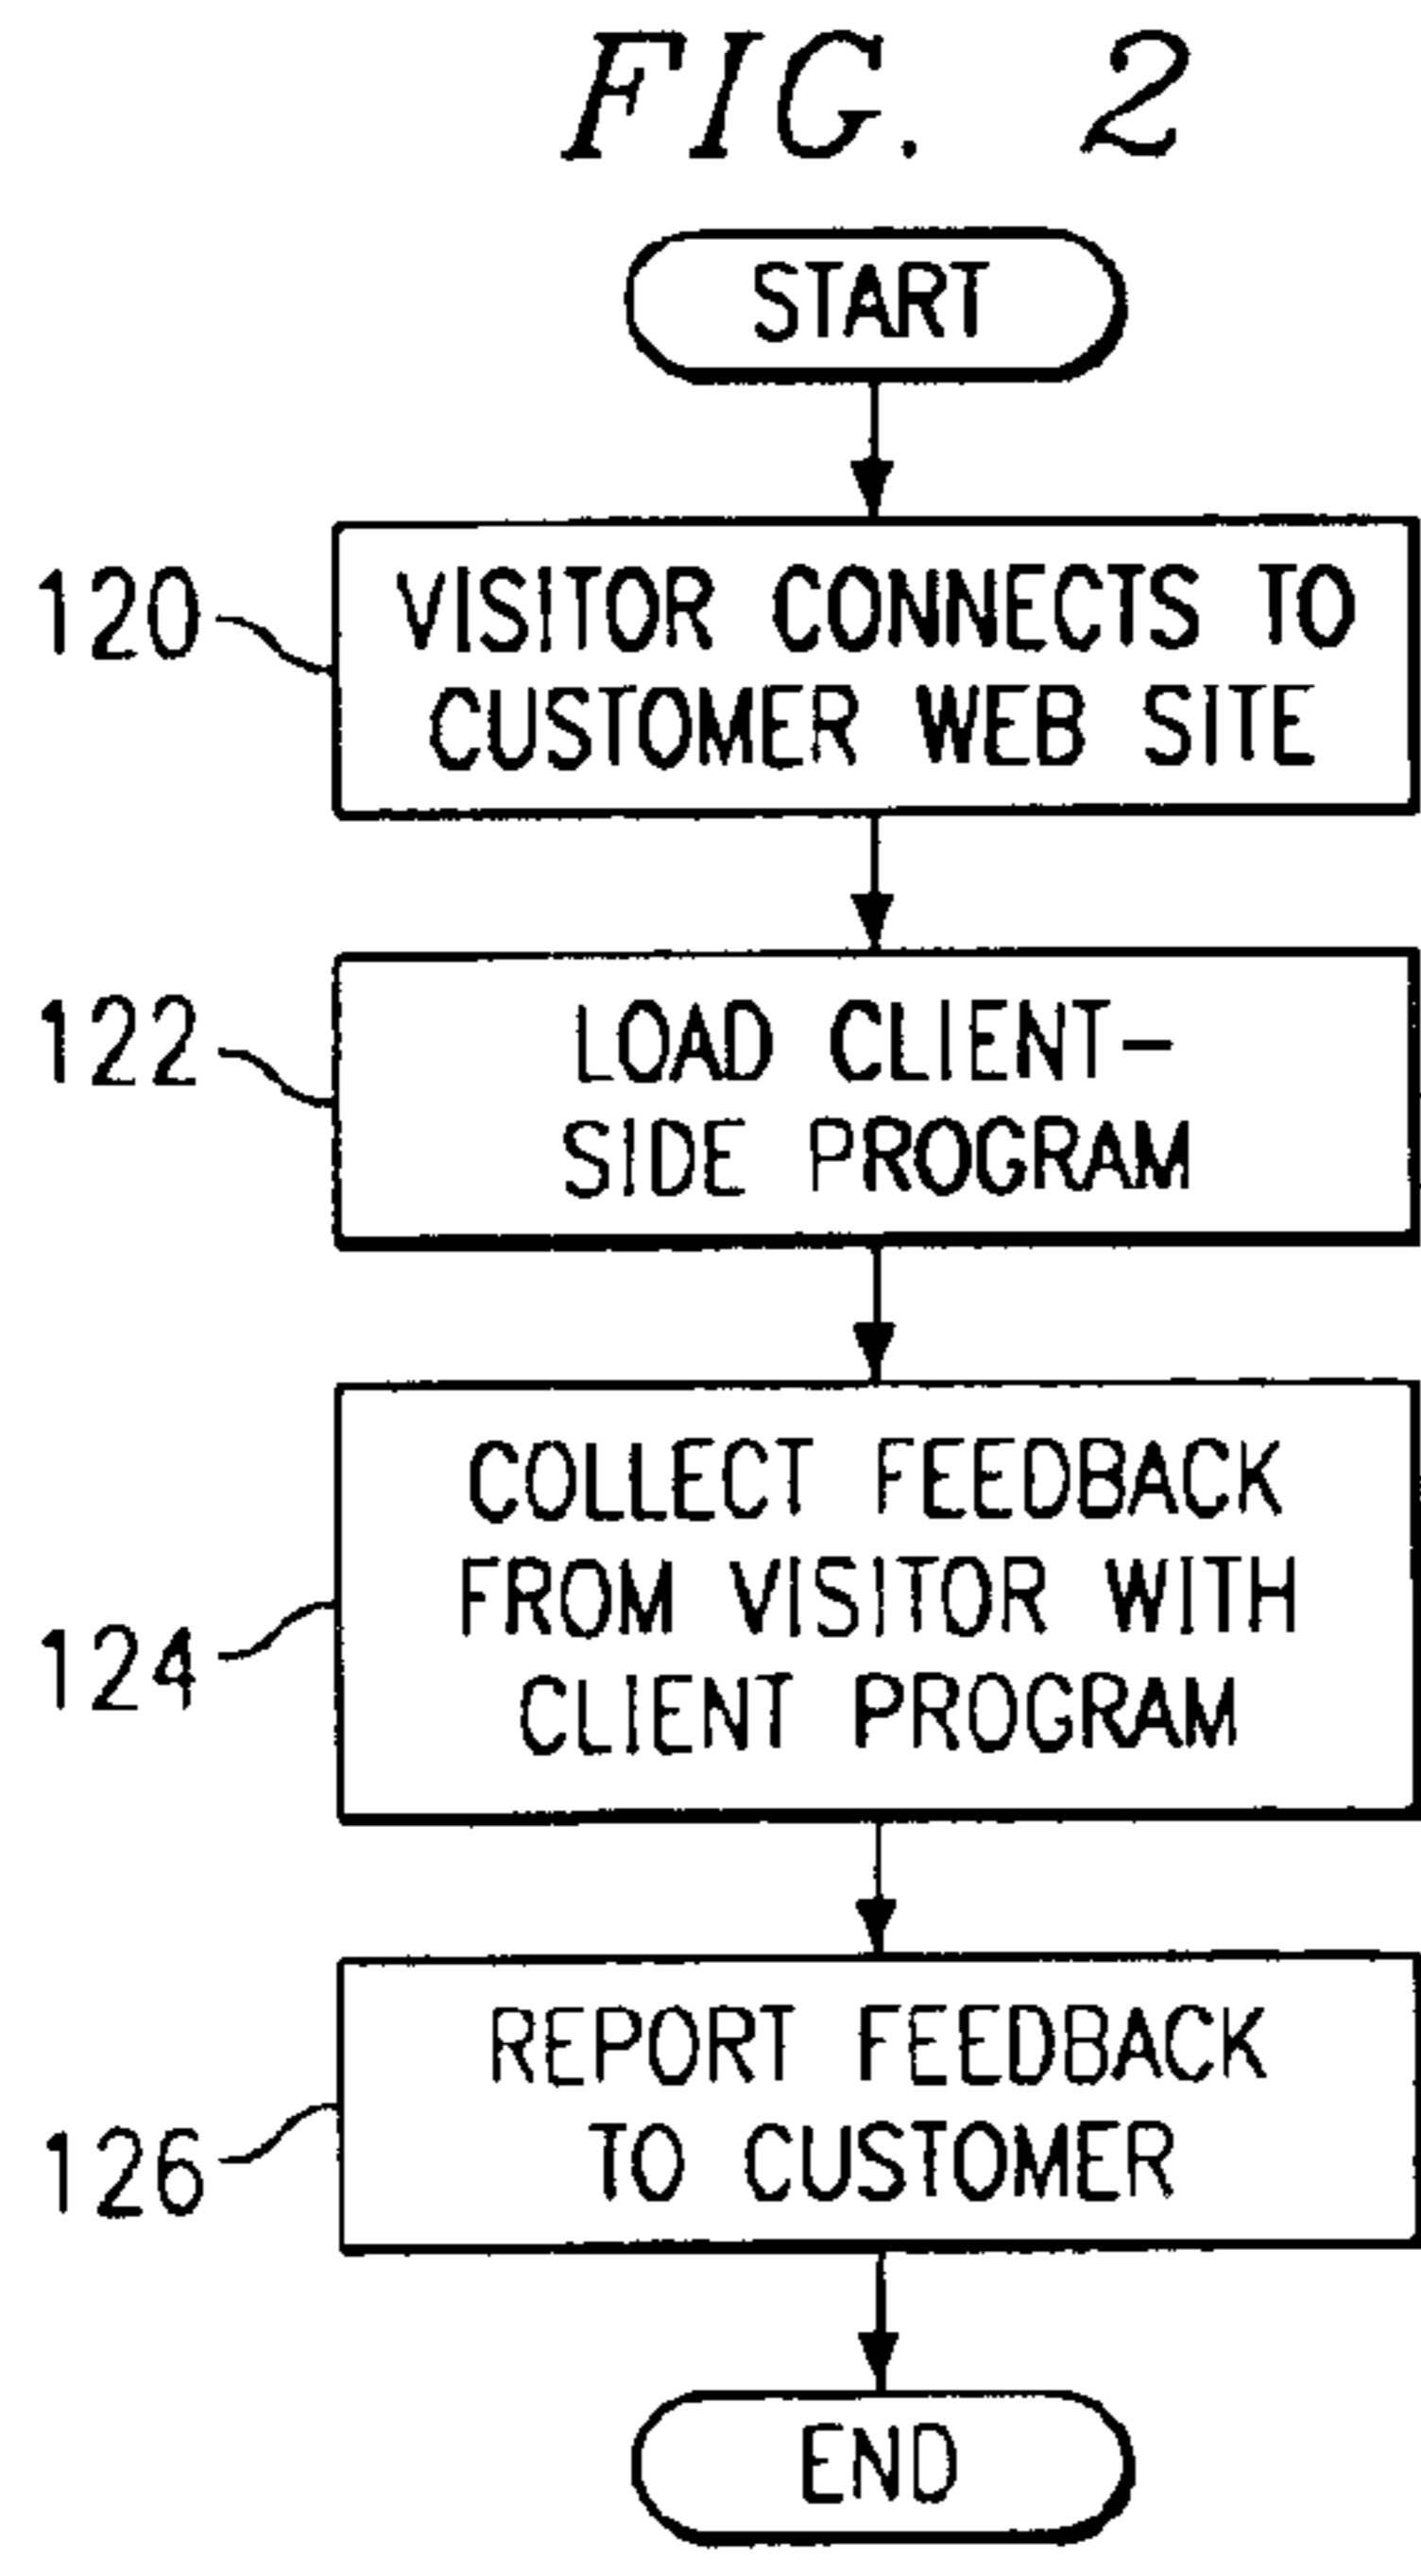 FIG. 2
START
120
VISITOR CONNECTS TO
CUSTOMER WEB SITE
122
LOAD CLIENT-
SIDE PROGRAM
124
COLLECT FEEDBACK
FROM VISITOR WITH
CLIENT PROGRAM
126
REPORT FEEDBACK
TO CUSTOMER
END